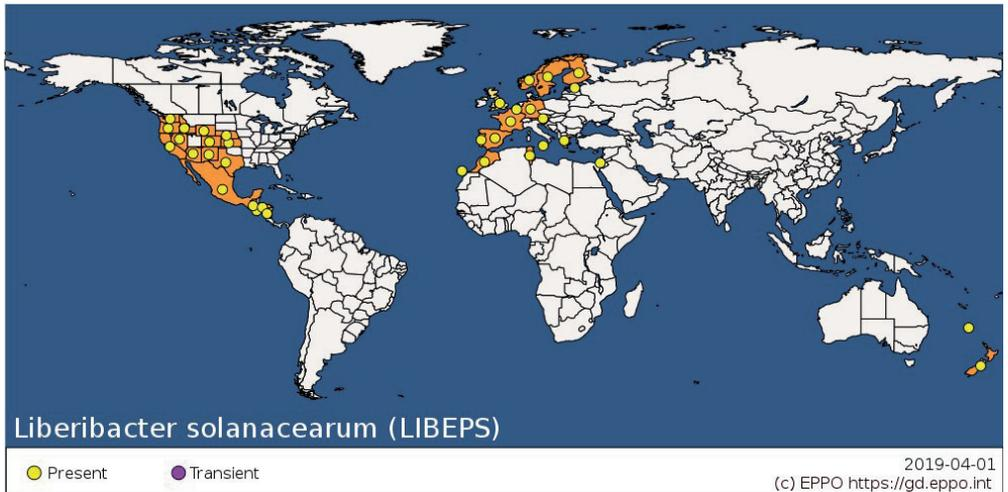 Liberibacter solanacearum (LIBEPS)
Present
Transient
2019-04-01
(c) EPPO https://gd.eppo.int